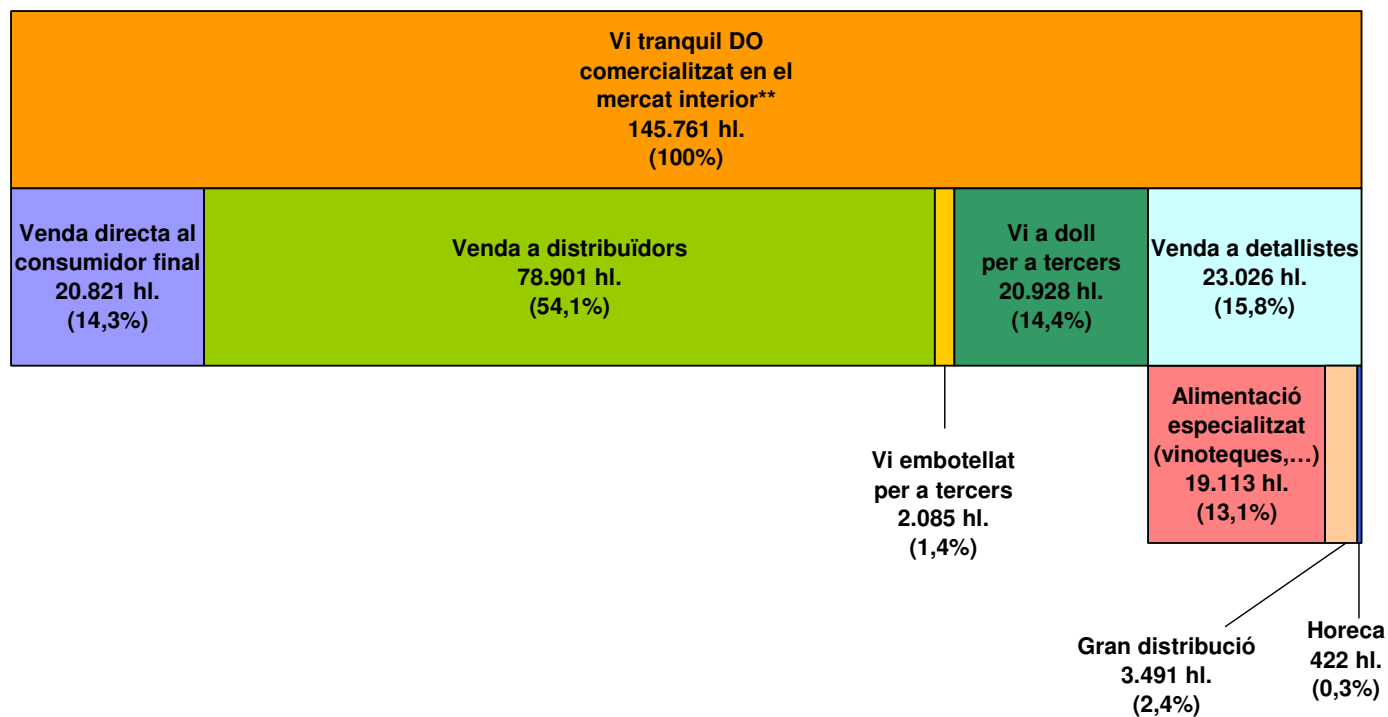 Vi tranquil DO
comercialitzat en el
mercat interior**
145.761 hl.
(100%)
Venda directa al
consumidor final
20.821 hl.
(14,3%)
Venda a distribuïdors
78.901 hl.
(54,1%)
Vi a doll
per a tercers
20.928 hl.
(14,4%)
Venda a detallistes
23.026 hl.
(15,8%)
Vi embotellat
per a tercers
2.085 hl.
(1,4%)
Alimentació
especialitzat
(vinoteques,...)
19.113 hl.
(13,1%)
Gran distribució
3.491 hl.
(2,4%)
Horeca
422 hl.
(0,3%)